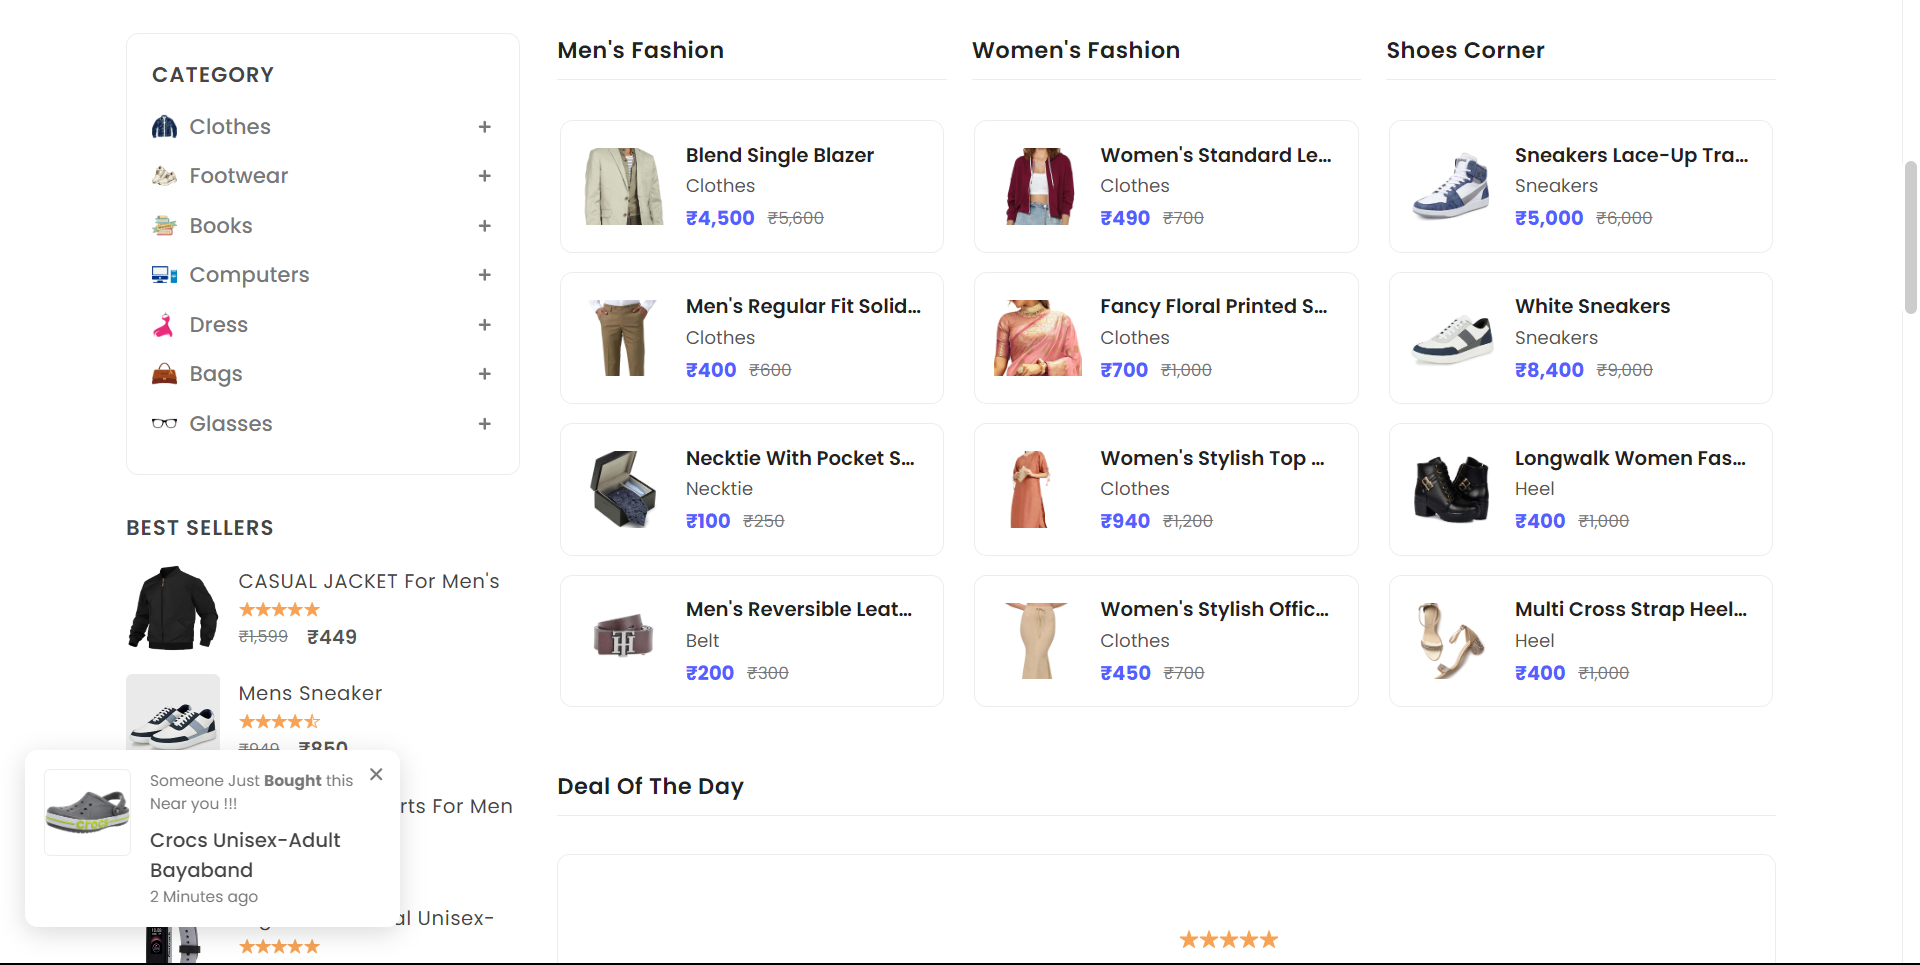 CATEGORY
Clothes +
Footwear +
Books +
Computers +
Dress +
Bags +
Glasses +
BEST SELLERS
CASUAL JACKET For Men's
₹1,599 ₹449
Mens Sneaker
₹949 ₹850
rts For Men
al Unisex-
Someone Just Bought this
Near you !!!
Crocs Unisex-Adult
Bayaband
2 Minutes ago
crocs
Men's Fashion
Blend Single Blazer
Clothes
₹4,500 ₹5,600
Men's Regular Fit Solid...
Clothes
₹400 ₹600
Necktie With Pocket S...
Necktie
₹100 ₹250
Men's Reversible Leat...
Belt
₹200 ₹300
Women's Fashion
Women's Standard Le...
Clothes
₹490 ₹700
Fancy Floral Printed S...
Clothes
₹700 ₹1,000
Women's Stylish Top ...
Clothes
₹940 ₹1,200
Women's Stylish Offic...
Clothes
₹450 ₹700
Shoes Corner
Sneakers Lace-Up Tra...
Sneakers
₹5,000 ₹6,000
White Sneakers
Sneakers
₹8,400 ₹9,000
Longwalk Women Fas...
Heel
₹400 ₹1,000
Multi Cross Strap Heel...
Heel
₹400 ₹1,000
Deal Of The Day